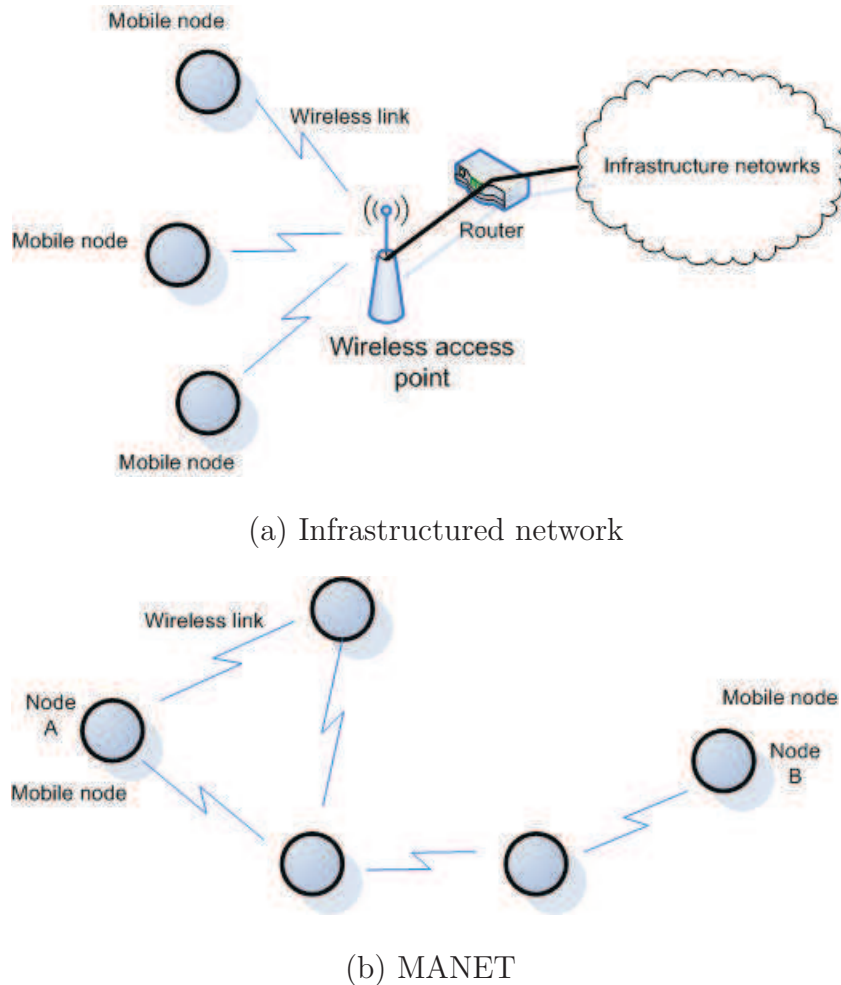 Mobile node
Wireless link
Infrastructure netowrks
Mobile node
Router
Wireless access
point
Mobile node
(a) Infrastructured network
Wireless link
Node
A
Mobile node
Mobile node
Node
B
(b) MANET